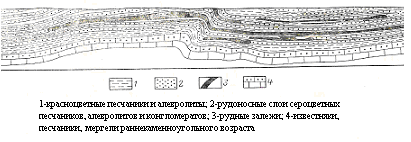 1
2
3
4
1-красноцветные песчаники и алевролиты; 2-рудоносные слои сероцветных
песчаников, алевролитов и конгломератов; 3-рудные залежи; 4-известняки,
песчаники, мергели раннекаменноугольного возраста